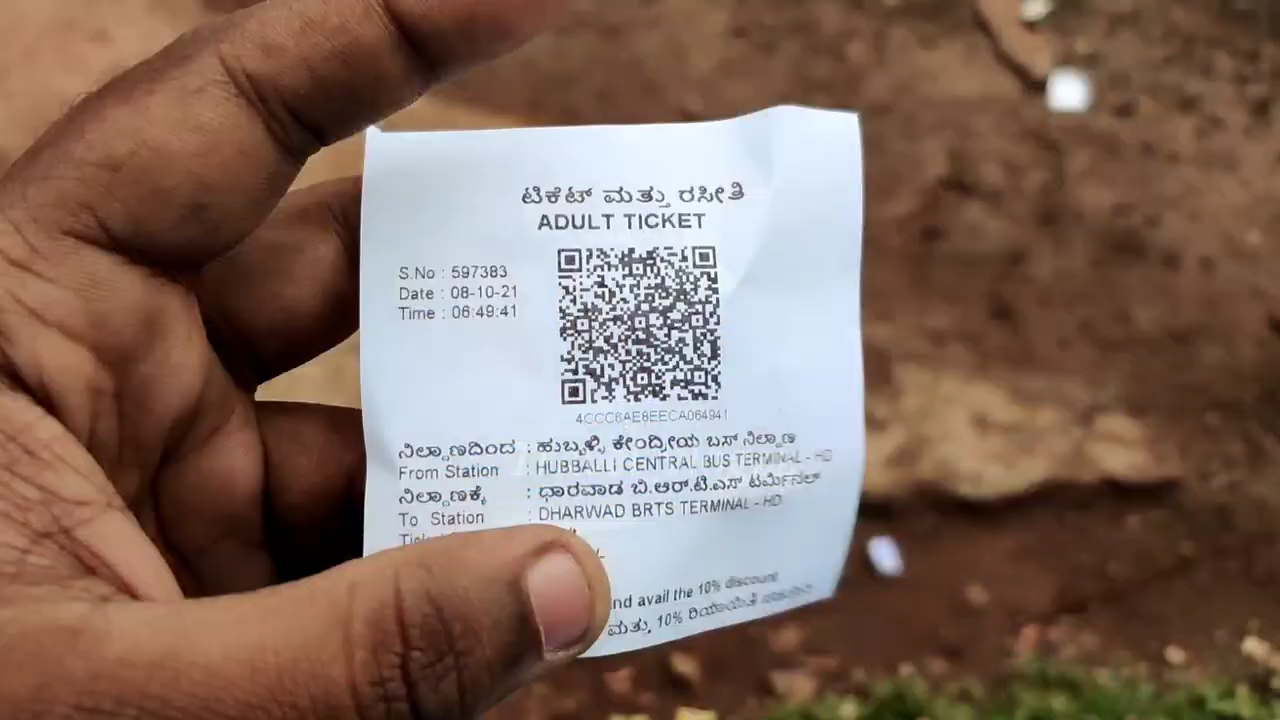 ಟಿಕೆಟ್ ಮತ್ತು ರಸೀತಿ
ADULT TICKET
S.No : 597383
Date : 08-10-21
Time : 06:49:41
4CCC6AE8EECA064941
ನಿಲ್ದಾಣದಿಂದ : ಹುಬ್ಬಳ್ಳಿ ಕೇಂದ್ರೀಯ ಬಸ್ ನಿಲ್ದಾಣ
From Station : HUBBALLI CENTRAL BUS TERMINAL - HD
ನಿಲ್ದಾಣಕ್ಕೆ : ಧಾರವಾಡ ಬಿ.ಆರ್.ಟಿ.ಎಸ್ ಟರ್ಮಿನಲ್
To Station : DHARWAD BRTS TERMINAL - HD
and avail the 10% discount
ಮತ್ತು 10% ರಿಯಾಯಿತಿ